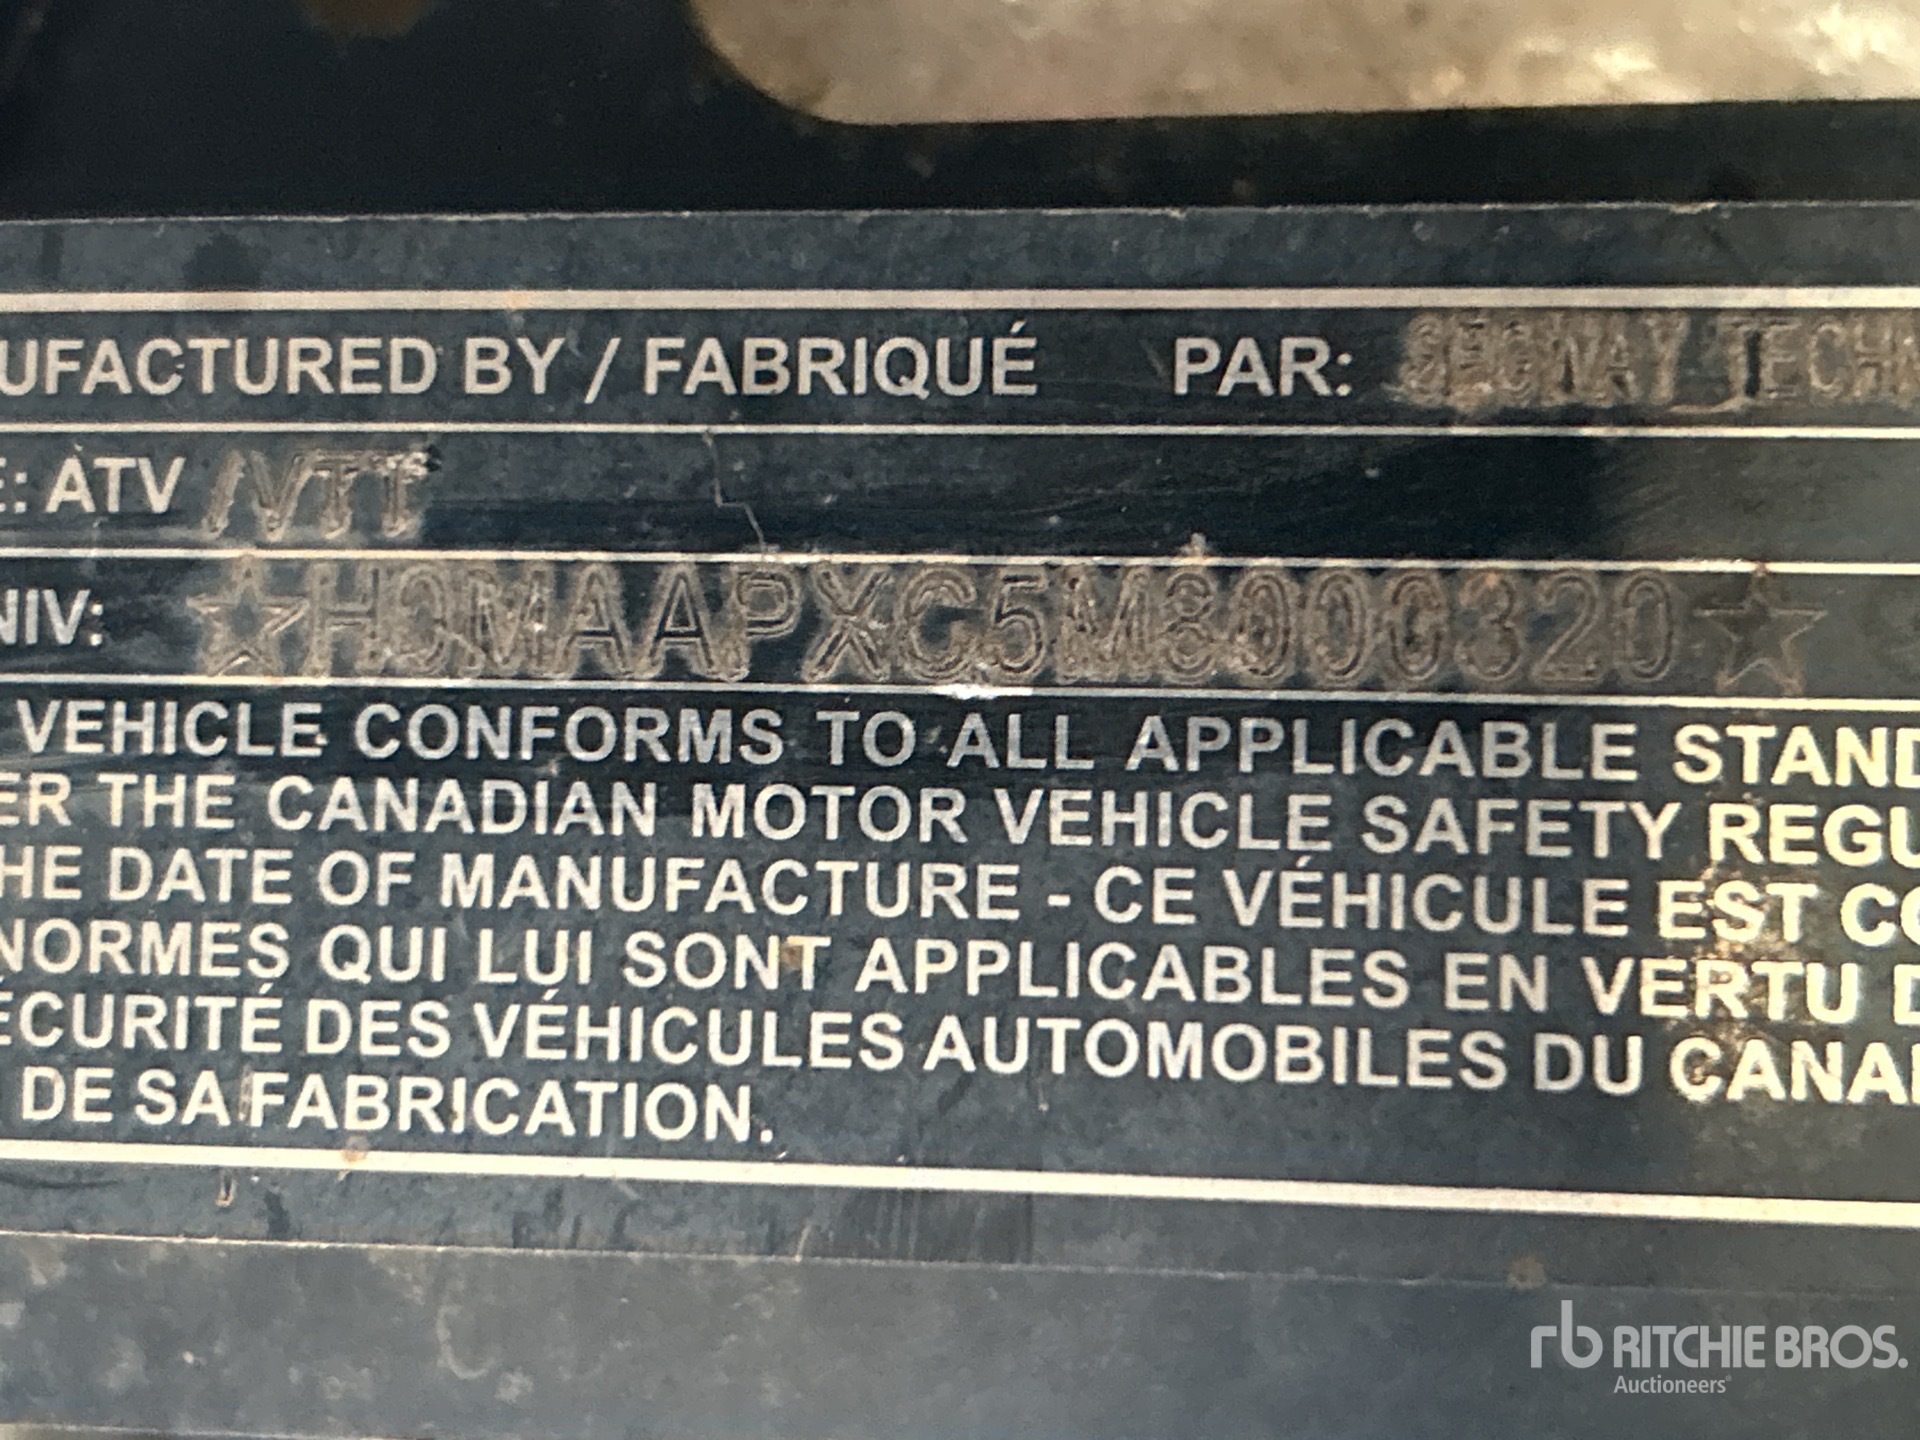 UFACTURED BY / FABRIQUÉ PAR: SEGWAY TECHN
E: ATV /VTT
NIV: ☆H0MAAPXC5M8000320☆
VEHICLE CONFORMS TO ALL APPLICABLE STAND
ER THE CANADIAN MOTOR VEHICLE SAFETY REGU
HE DATE OF MANUFACTURE - CE VÉHICULE EST CO
NORMES QUI LUI SONT APPLICABLES EN VERTU D
ÉCURITÉ DES VÉHICULES AUTOMOBILES DU CANA
DE SA FABRICATION.
rb RITCHIE BROS.
Auctioneers